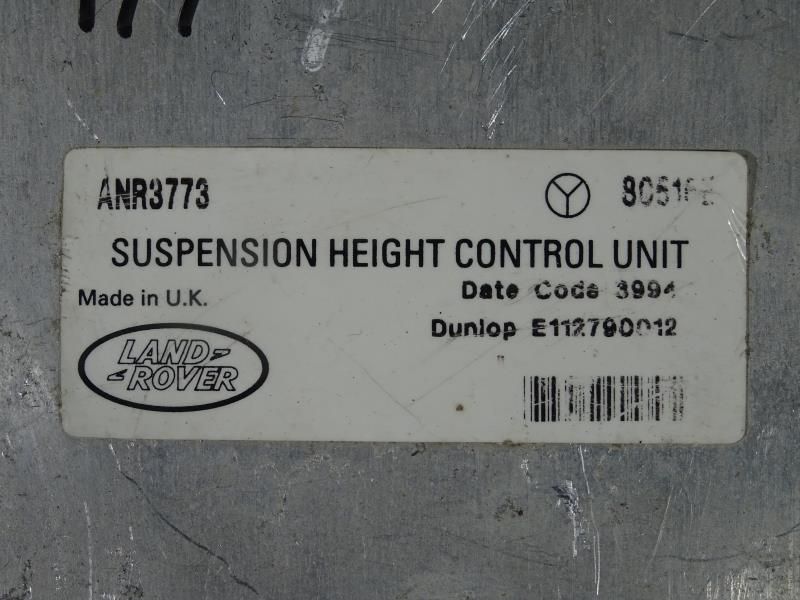 ANR3773
SUSPENSION HEIGHT CONTROL UNIT
Made in U.K.
Date Code 3994
Dunlop E112790012
LAND
ROVER